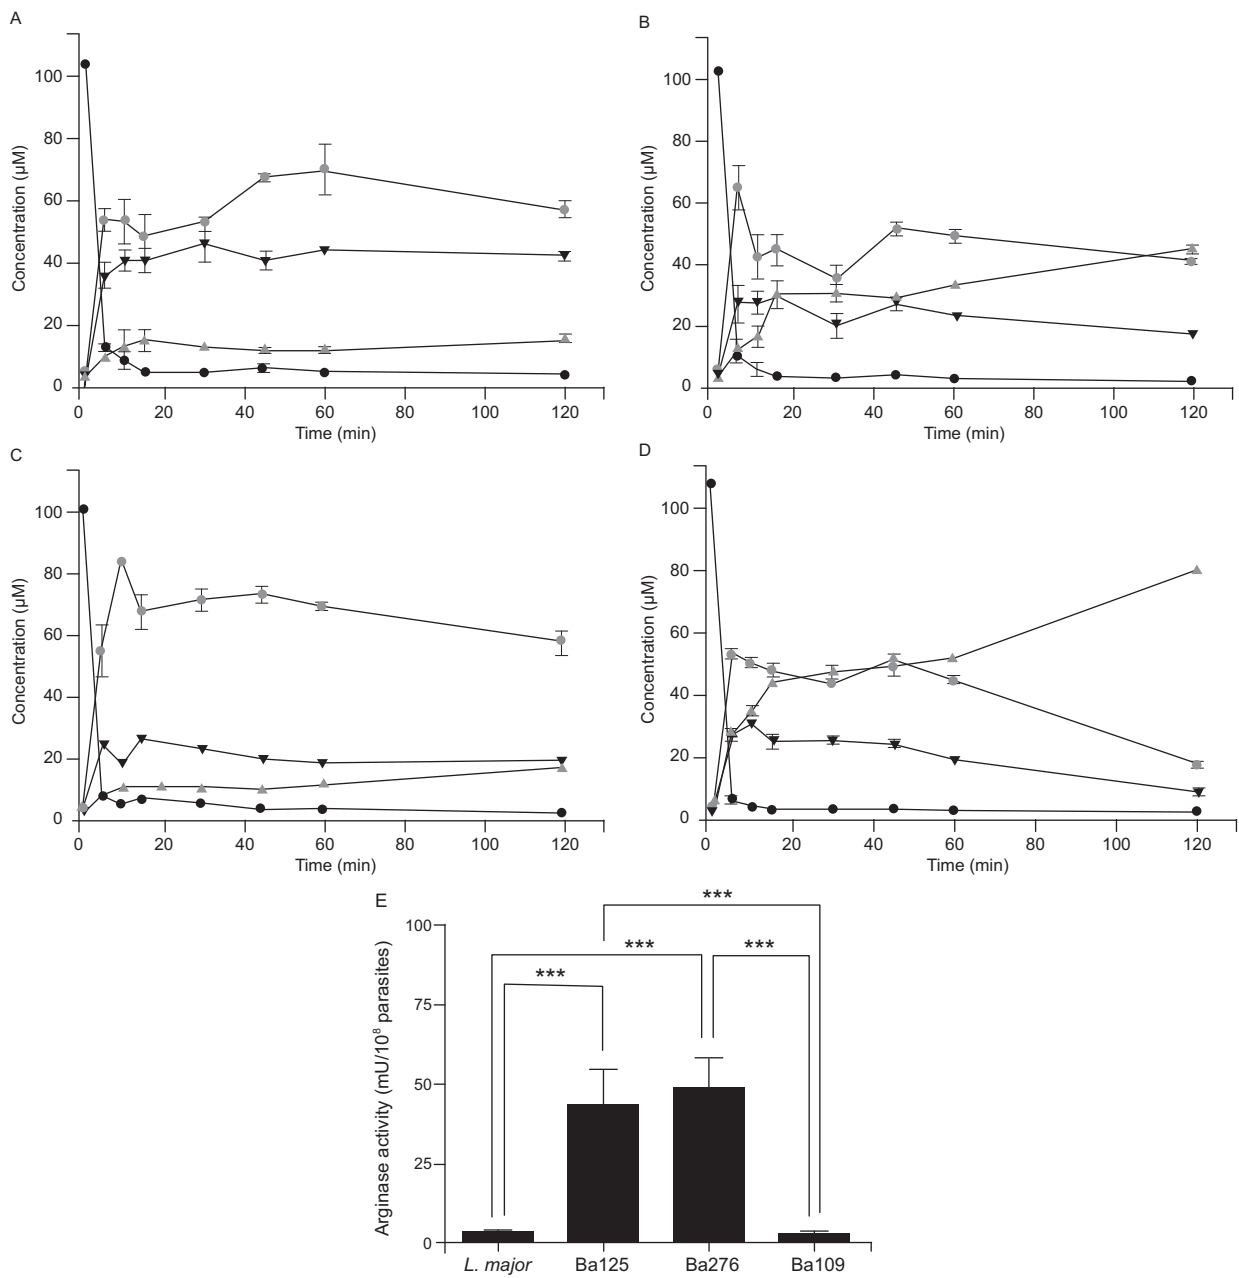 A
100
80
60
40
20
0
Concentration (µM)
0 20 40 60 80 100 120
Time (min)
B
100
80
60
40
20
0
Concentration (µM)
0 20 40 60 80 100 120
Time (min)
C
100
80
60
40
20
0
Concentration (µM)
0 20 40 60 80 100 120
Time (min)
D
100
80
60
40
20
0
Concentration (µM)
0 20 40 60 80 100 120
Time (min)
E
100
75
50
25
0
Arginase activity (mU/10⁸ parasites)
***
***
***
***
L. major Ba125 Ba276 Ba109